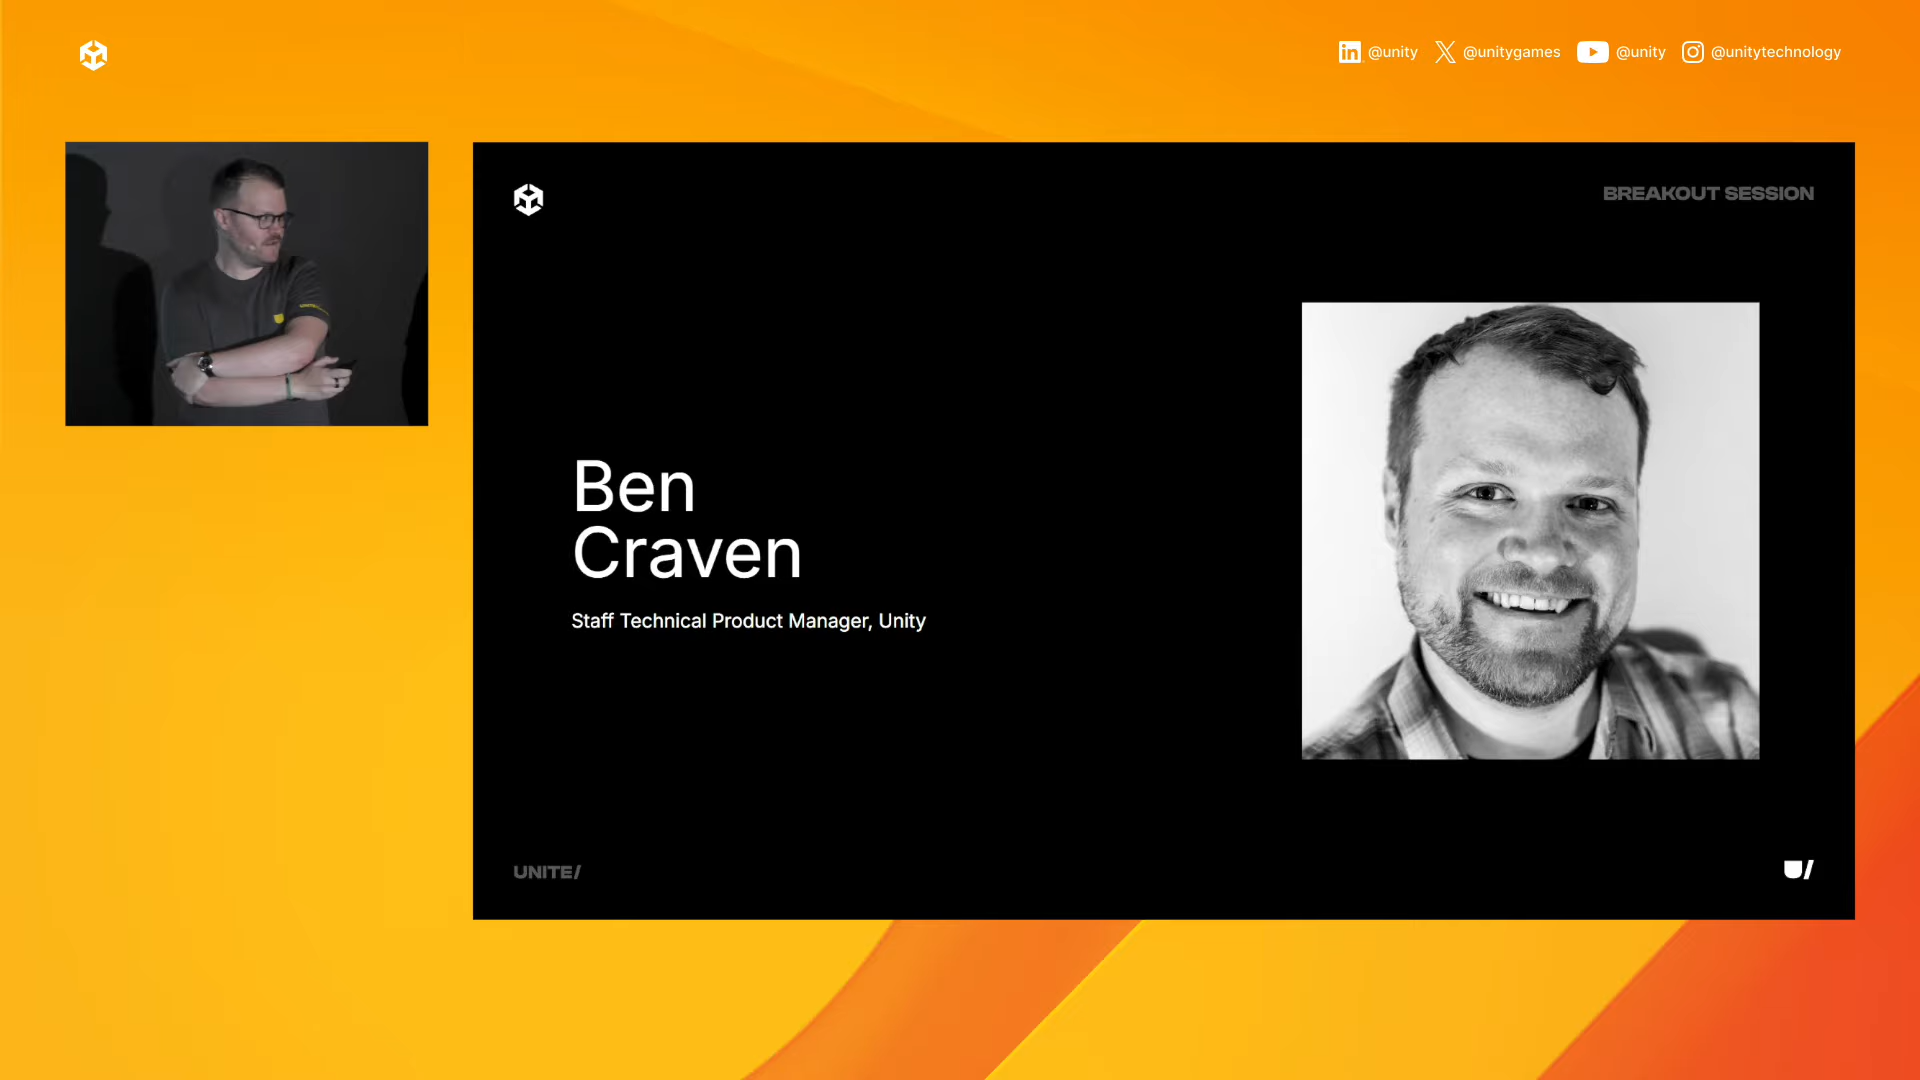 @unity @unitygames @unity @unitytechnology
BREAKOUT SESSION
Ben
Craven
Staff Technical Product Manager, Unity
UNITE/
U/